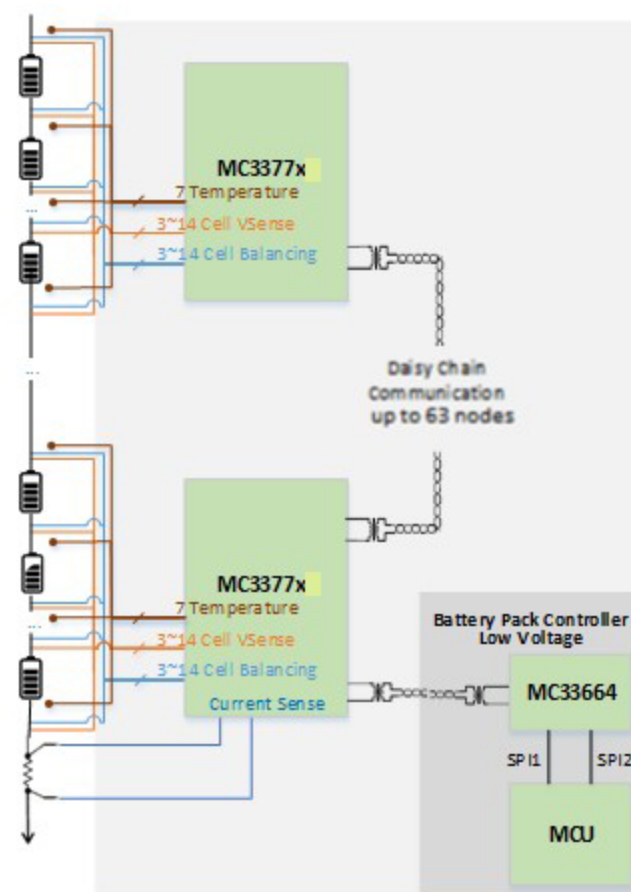 MC3377x
7 Temperature
3~14 Cell VSense
3~14 Cell Balancing
...
...
Daisy Chain
Communication
up to 63 nodes
MC3377x
7 Temperature
3~14 Cell VSense
3~14 Cell Balancing
Current Sense
...
Battery Pack Controller
Low Voltage
MC33664
SPI1
SPI2
MCU